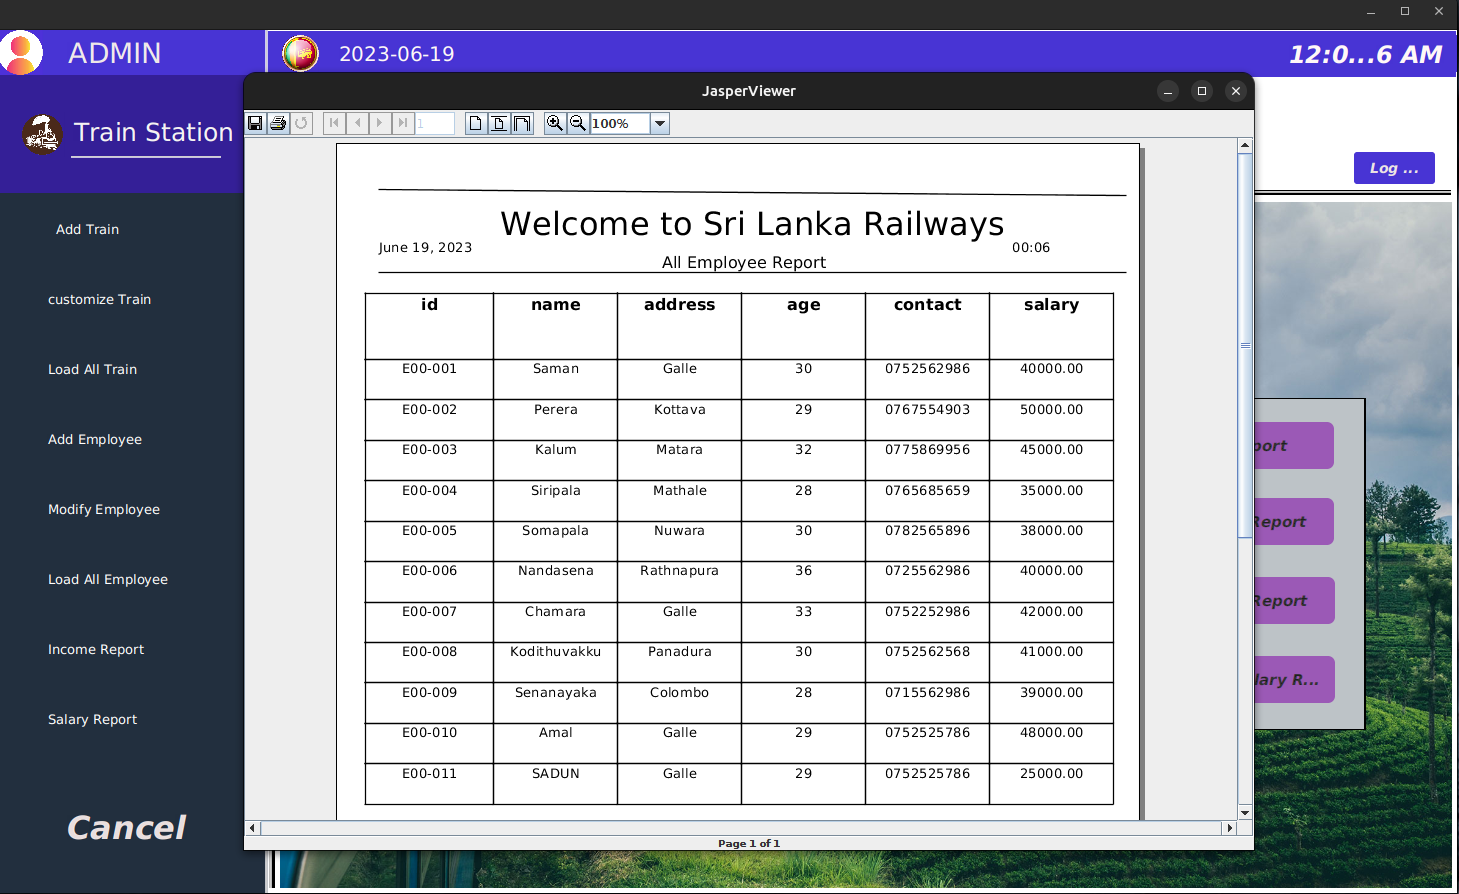 ADMIN
2023-06-19
12:0...6 AM
Train Station
Log ...
Add Train
customize Train
Load All Train
Add Employee
Modify Employee
Load All Employee
Income Report
Salary Report
Cancel
JasperViewer
1
100%
Welcome to Sri Lanka Railways
June 19, 2023
00:06
All Employee Report
id name address age contact salary
E00-001 Saman Galle 30 0752562986 40000.00
E00-002 Perera Kottava 29 0767554903 50000.00
E00-003 Kalum Matara 32 0775869956 45000.00
E00-004 Siripala Mathale 28 0765685659 35000.00
E00-005 Somapala Nuwara 30 0782565896 38000.00
E00-006 Nandasena Rathnapura 36 0725562986 40000.00
E00-007 Chamara Galle 33 0752252986 42000.00
E00-008 Kodithuvakku Panadura 30 0752562568 41000.00
E00-009 Senanayaka Colombo 28 0715562986 39000.00
E00-010 Amal Galle 29 0752525786 48000.00
E00-011 SADUN Galle 29 0752525786 25000.00
Page 1 of 1
port
Report
Report
lary R...